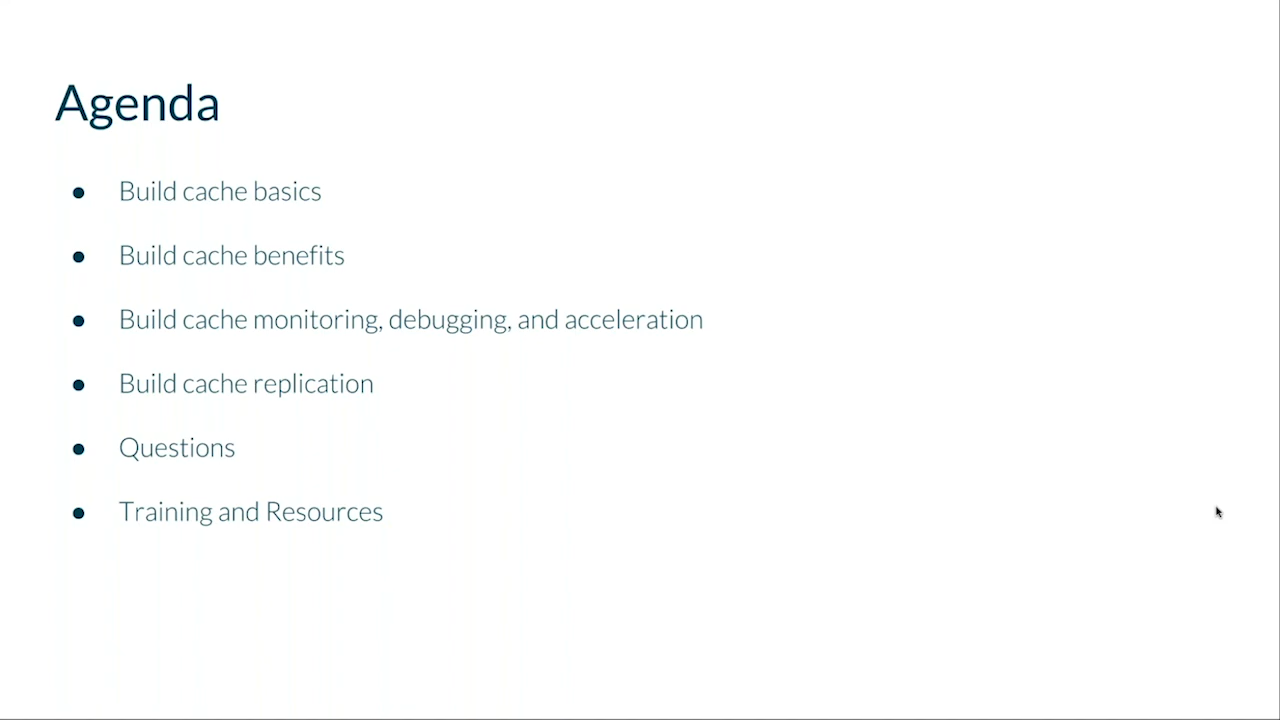 Agenda
● Build cache basics
● Build cache benefits
● Build cache monitoring, debugging, and acceleration
● Build cache replication
● Questions
● Training and Resources